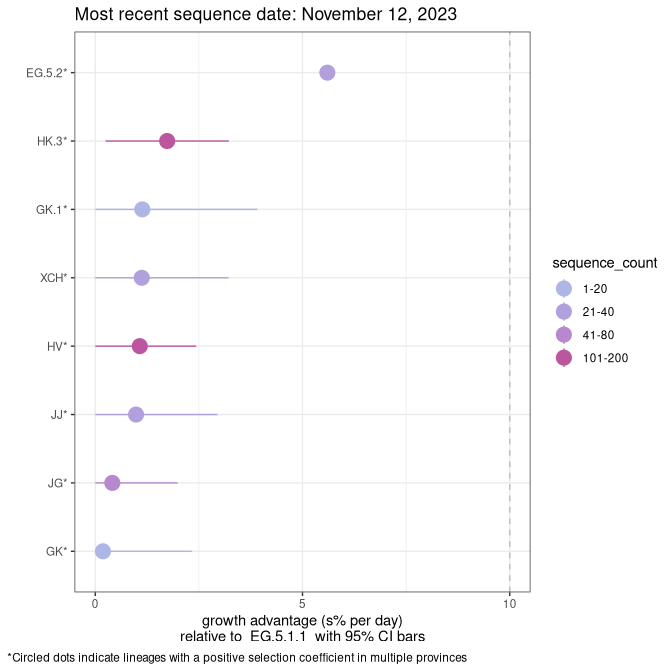 Most recent sequence date: November 12, 2023
EG.5.2*
HK.3*
GK.1*
XCH*
HV*
JJ*
JG*
GK*
0 5 10
growth advantage (s% per day)
relative to  EG.5.1.1  with 95% CI bars
sequence_count
1-20
21-40
41-80
101-200
*Circled dots indicate lineages with a positive selection coefficient in multiple provinces